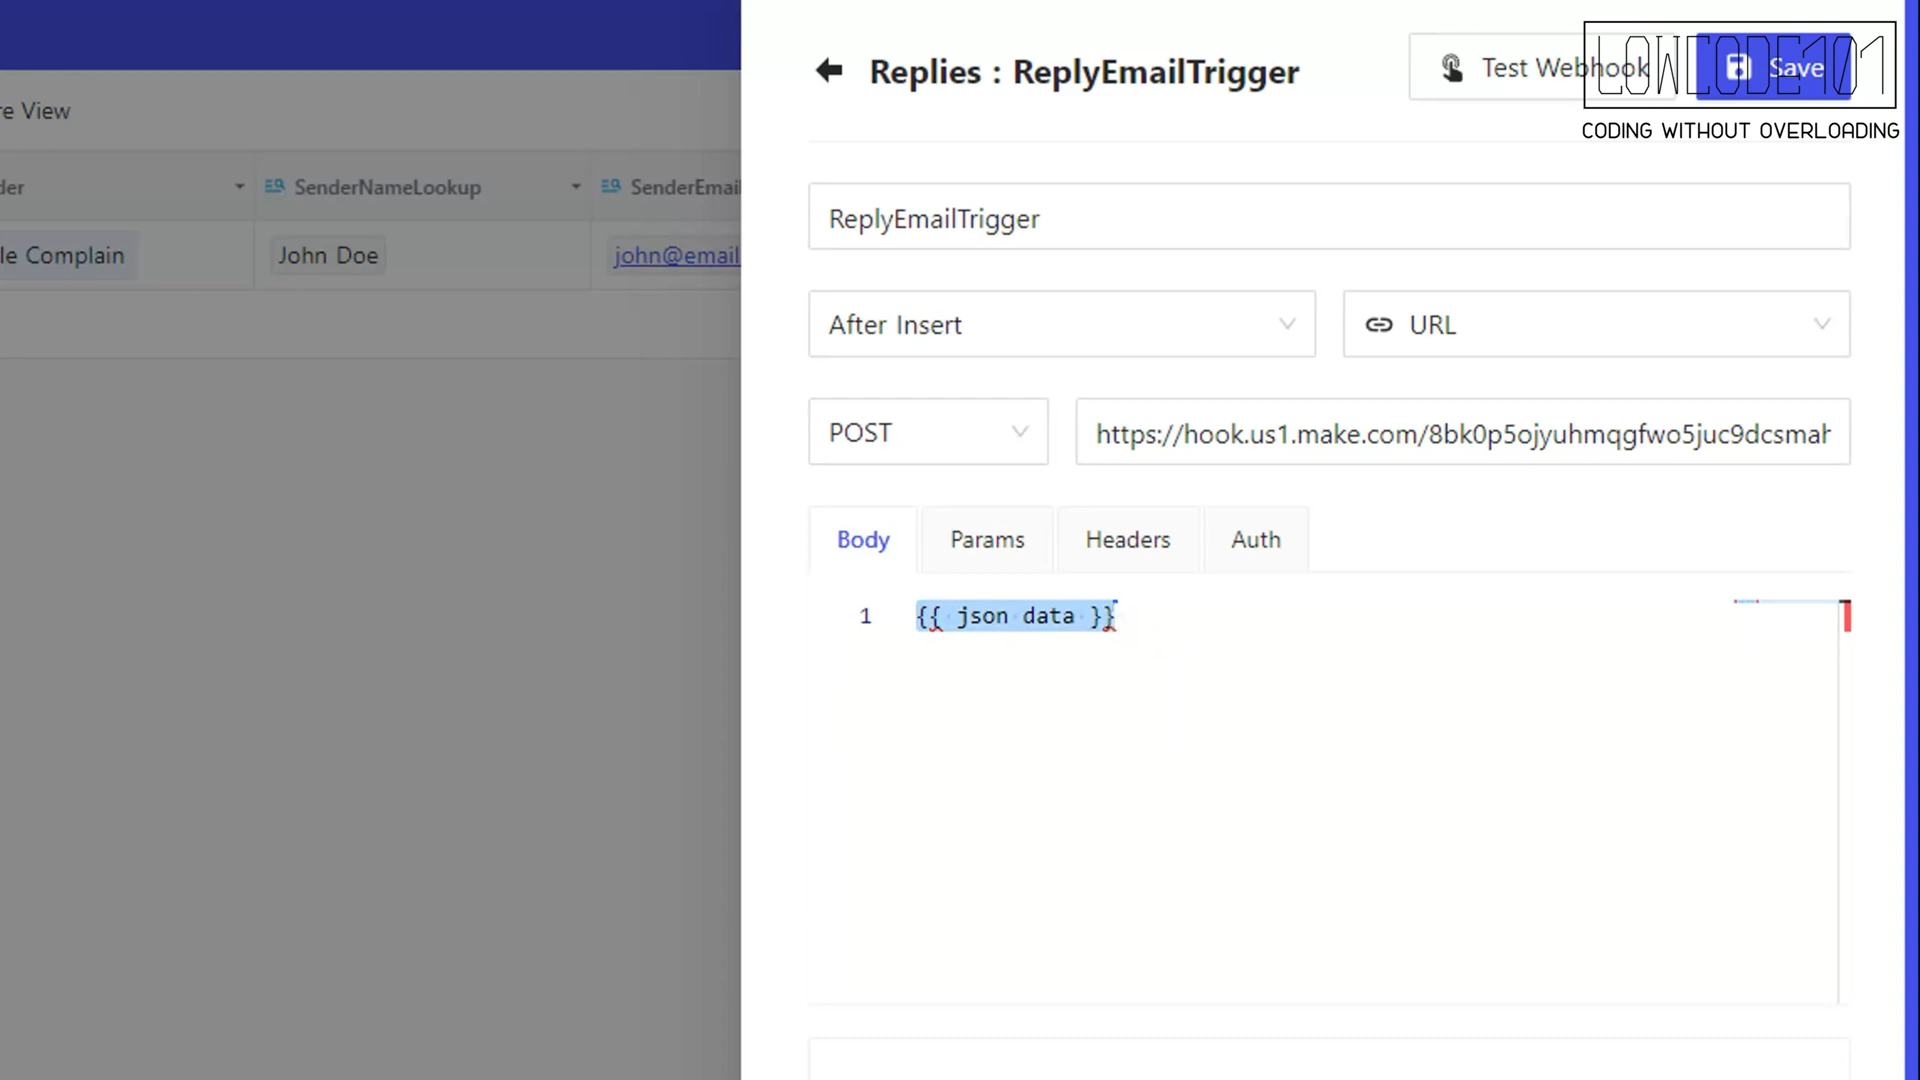 Replies : ReplyEmailTrigger
Test Webhook
Save
LOWCODE101
CODING WITHOUT OVERLOADING
re View
der
SenderNameLookup
SenderEmail
ReplyEmailTrigger
le Complain
John Doe
john@email.
After Insert
URL
POST
https://hook.us1.make.com/8bk0p5ojyuhmqgfwo5juc9dcsmah
Body
Params
Headers
Auth
1
{{ json data }}